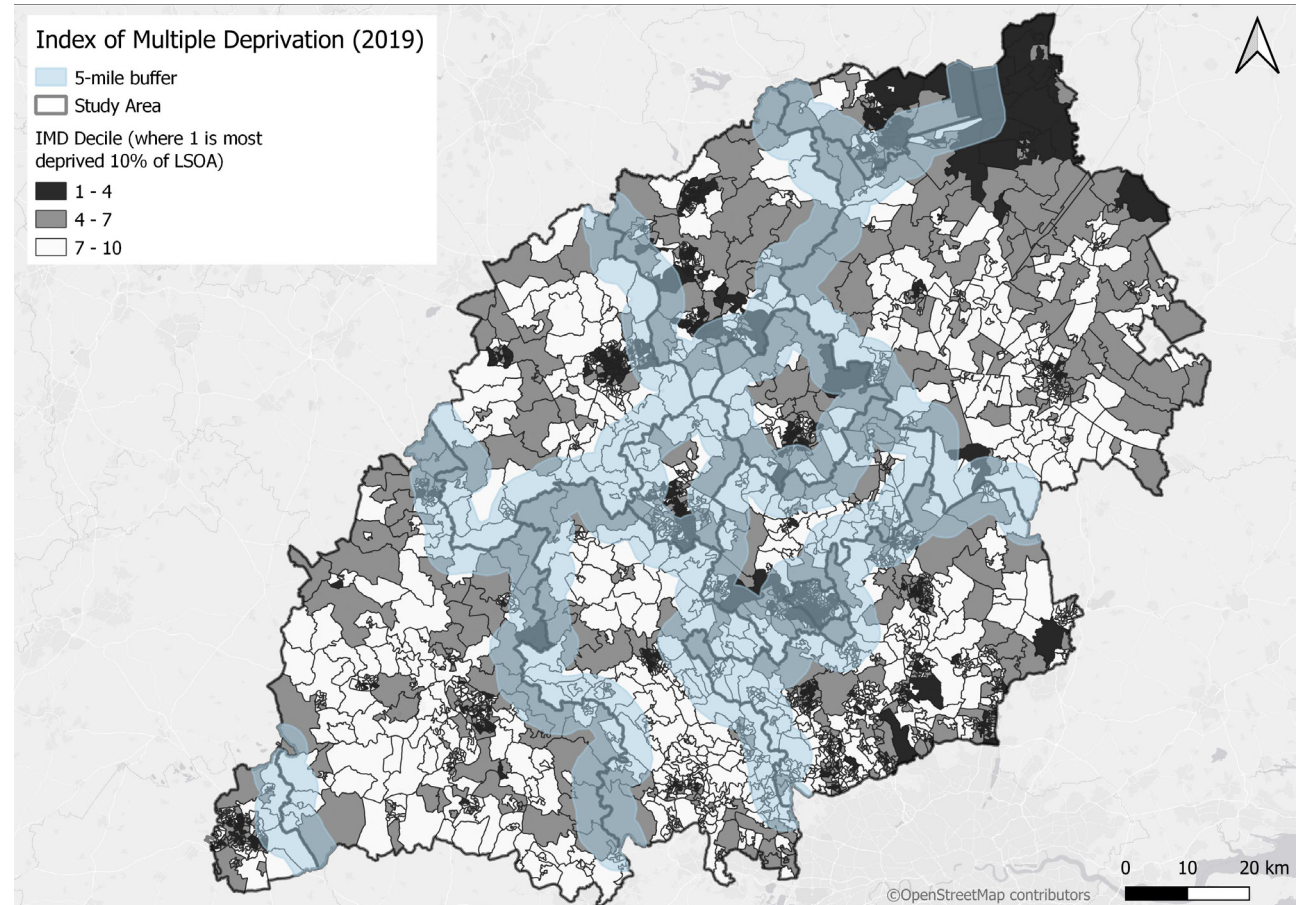 Index of Multiple Deprivation (2019)
5-mile buffer
Study Area
IMD Decile (where 1 is most
deprived 10% of LSOA)
1 - 4
4 - 7
7 - 10
0 10 20 km
©OpenStreetMap contributors